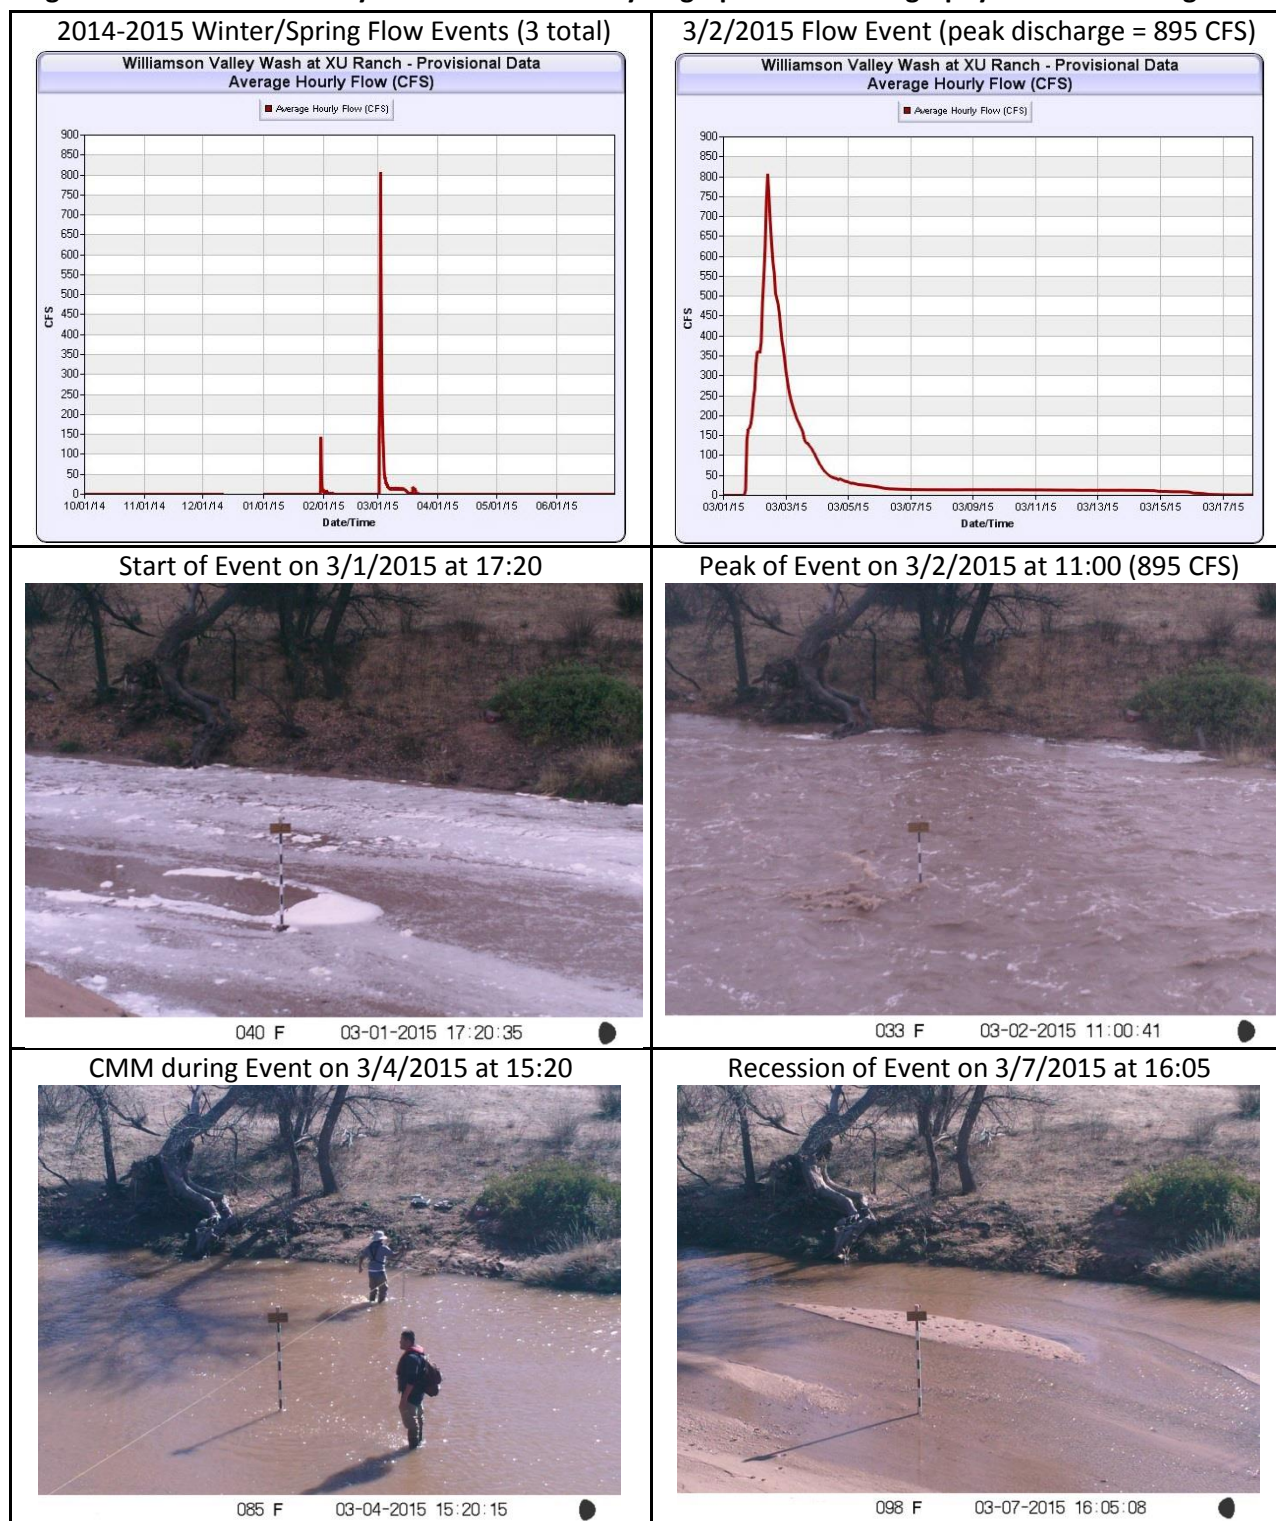 2014-2015 Winter/Spring Flow Events (3 total)
Williamson Valley Wash at XU Ranch - Provisional Data
Average Hourly Flow (CFS)
Average Hourly Flow (CFS)
900
850
800
750
700
650
600
550
500
450
400
350
300
250
200
150
100
50
0
CFS
10/01/14 11/01/14 12/01/14 01/01/15 02/01/15 03/01/15 04/01/15 05/01/15 06/01/15
Date/Time
3/2/2015 Flow Event (peak discharge = 895 CFS)
Williamson Valley Wash at XU Ranch - Provisional Data
Average Hourly Flow (CFS)
Average Hourly Flow (CFS)
900
850
800
750
700
650
600
550
500
450
400
350
300
250
200
150
100
50
0
CFS
03/01/15 03/03/15 03/05/15 03/07/15 03/09/15 03/11/15 03/13/15 03/15/15 03/17/15
Date/Time
Start of Event on 3/1/2015 at 17:20
040 F 03-01-2015 17:20:35
Peak of Event on 3/2/2015 at 11:00 (895 CFS)
033 F 03-02-2015 11:00:41
CMM during Event on 3/4/2015 at 15:20
085 F 03-04-2015 15:20:15
Recession of Event on 3/7/2015 at 16:05
098 F 03-07-2015 16:05:08